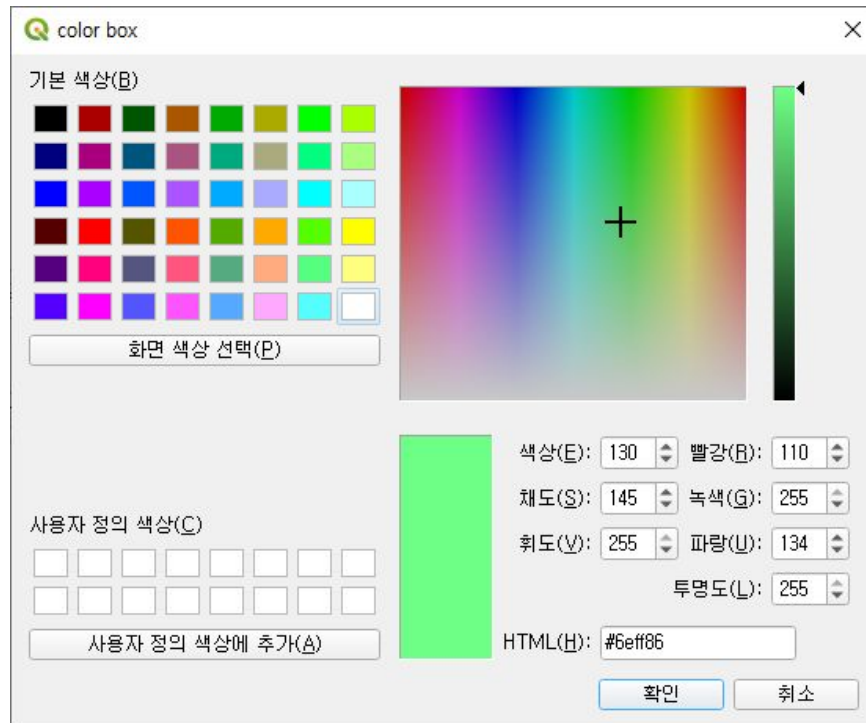 color box
기본 색상(B)
화면 색상 선택(P)
사용자 정의 색상(C)
사용자 정의 색상에 추가(A)
색상(E): 130 빨강(R): 110
채도(S): 145 녹색(G): 255
휘도(V): 255 파랑(U): 134
투명도(L): 255
HTML(H): #6eff86
확인 취소